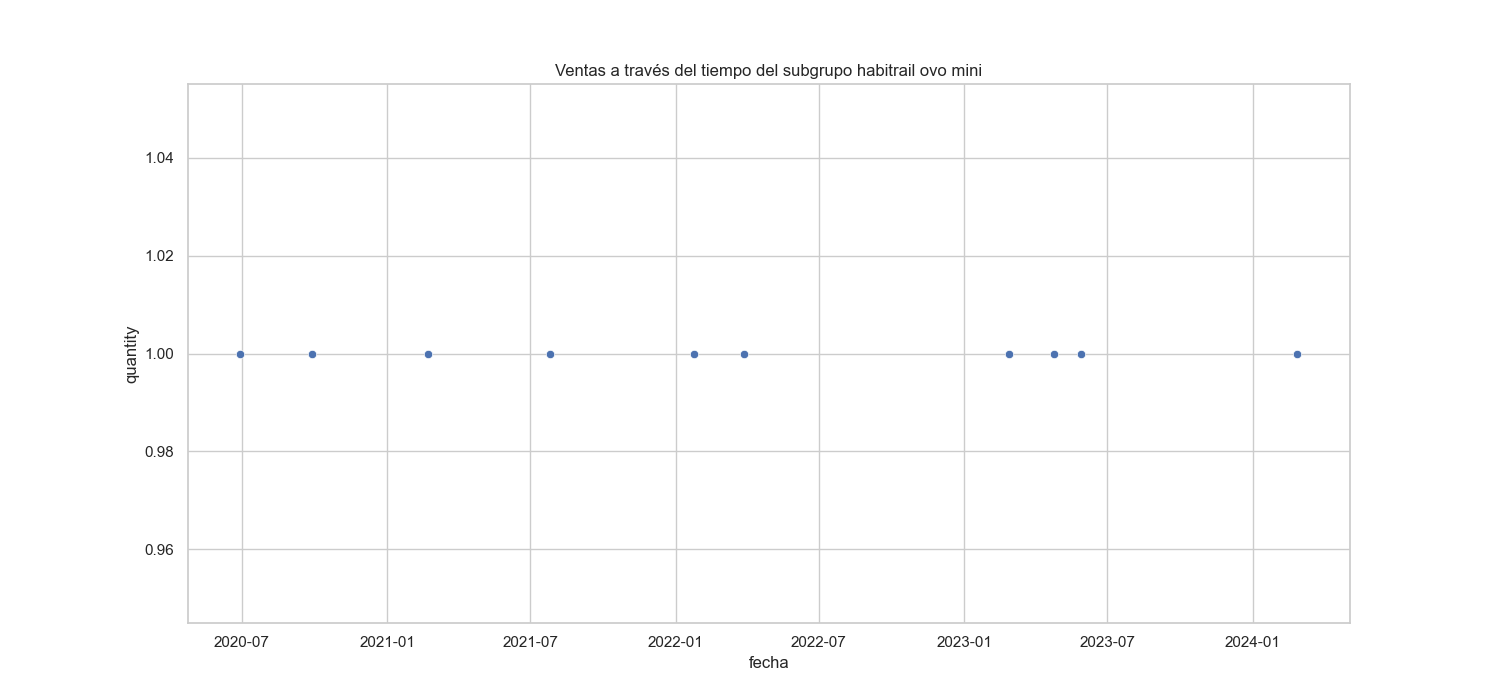 Ventas a través del tiempo del subgrupo habitrail ovo mini
1.04
1.02
1.00
0.98
0.96
quantity
2020-07 2021-01 2021-07 2022-01 2022-07 2023-01 2023-07 2024-01
fecha